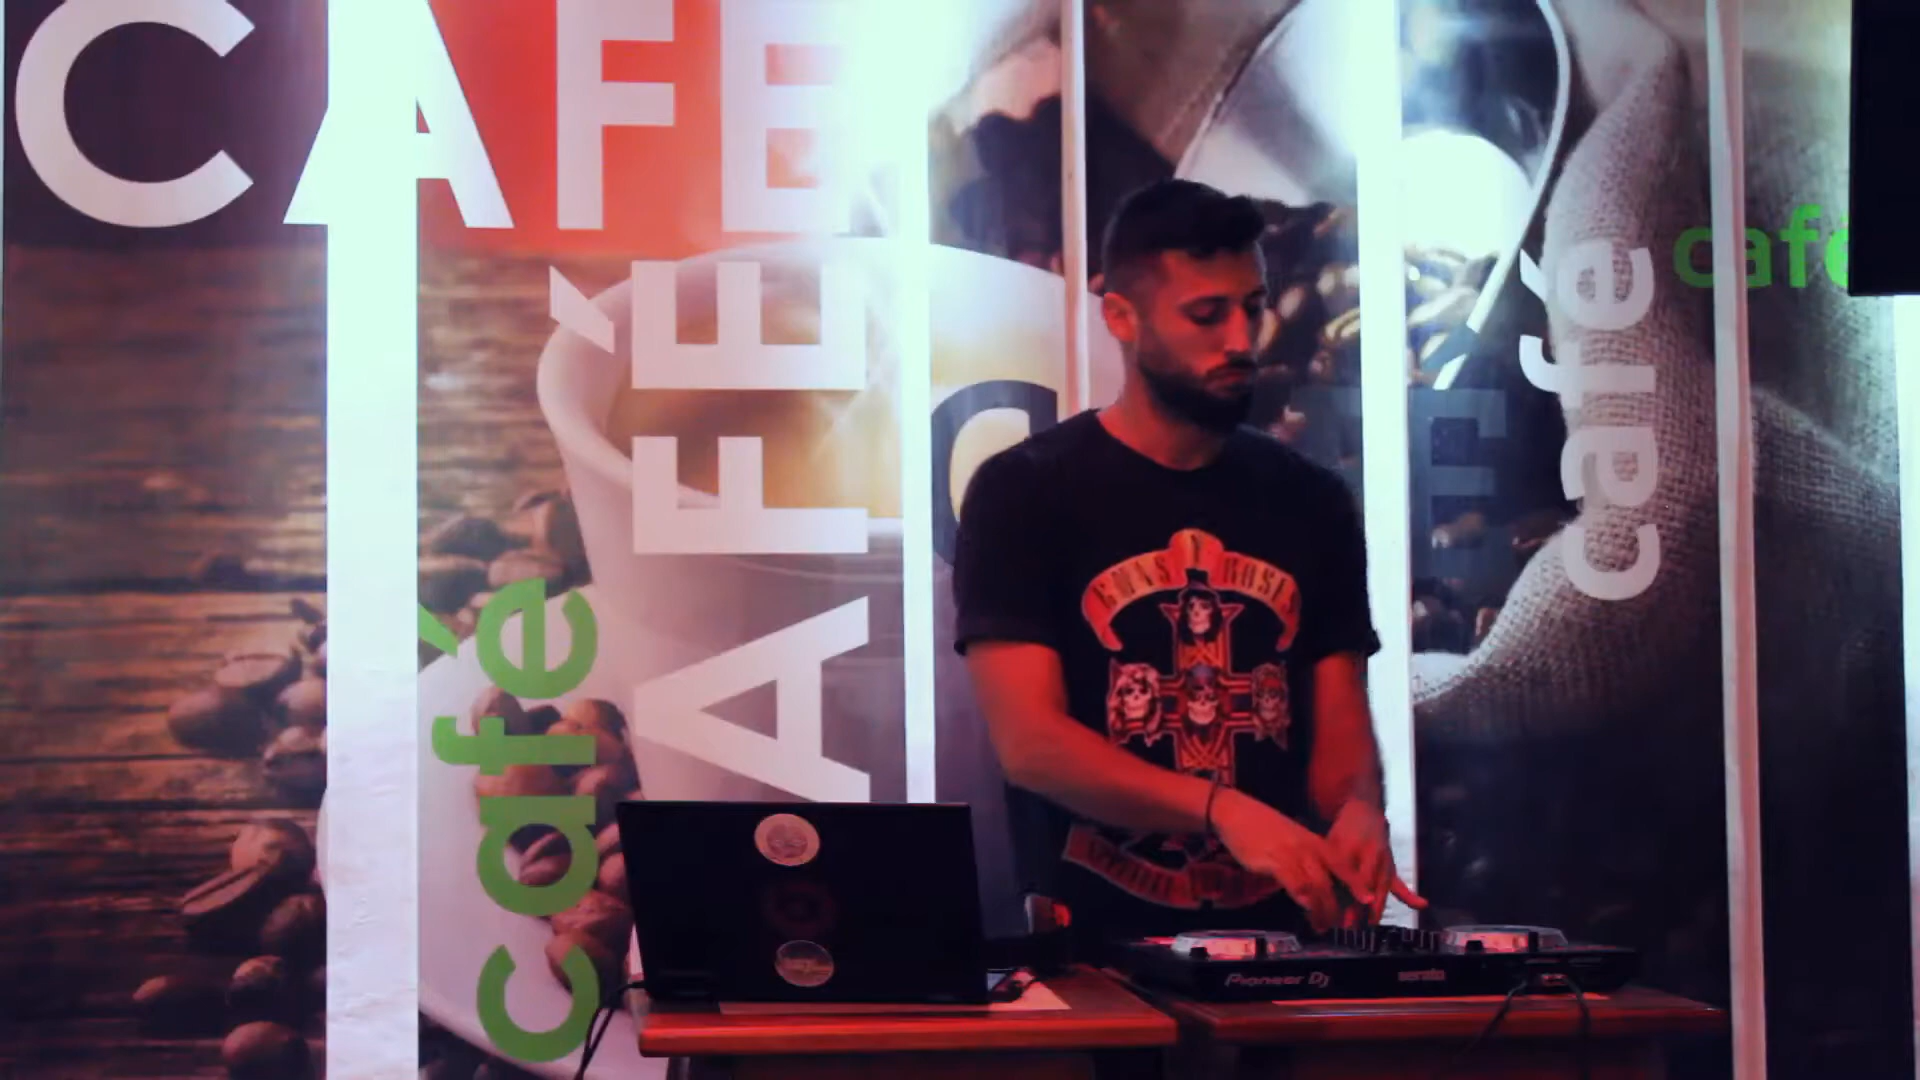 CAFÉ
CAFÉ
café
café
café
C
GUNS N' ROSES
Pioneer Dj
serato